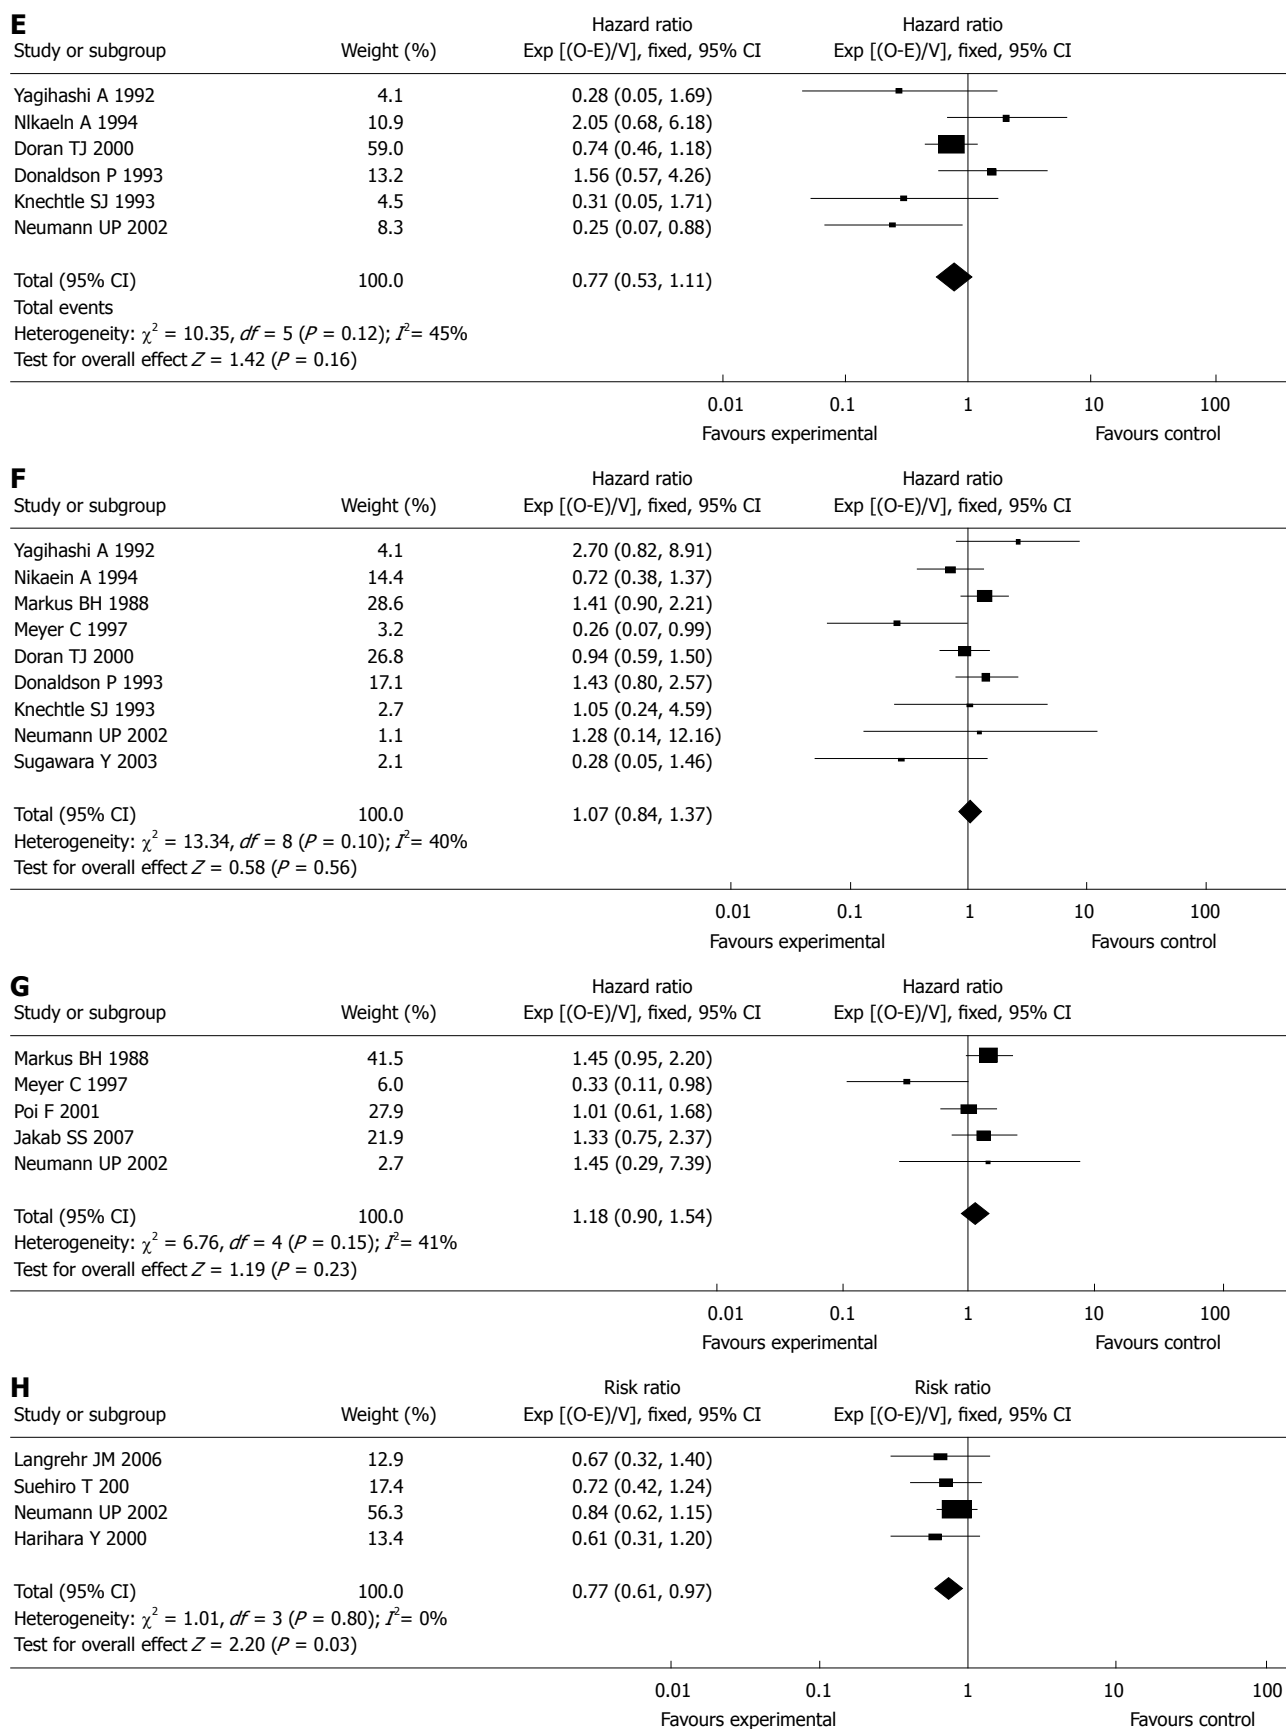 E
Hazard ratio Hazard ratio
Study or subgroup Weight (%) Exp [(O-E)/V], fixed, 95% CI Exp [(O-E)/V], fixed, 95% CI
Yagihashi A 1992 4.1 0.28 (0.05, 1.69)
Nlkaeln A 1994 10.9 2.05 (0.68, 6.18)
Doran TJ 2000 59.0 0.74 (0.46, 1.18)
Donaldson P 1993 13.2 1.56 (0.57, 4.26)
Knechtle SJ 1993 4.5 0.31 (0.05, 1.71)
Neumann UP 2002 8.3 0.25 (0.07, 0.88)
Total (95% CI) 100.0 0.77 (0.53, 1.11)
Total events
Heterogeneity: χ² = 10.35, df = 5 (P = 0.12); I² = 45%
Test for overall effect Z = 1.42 (P = 0.16)
0.01 0.1 1 10 100
Favours experimental Favours control
F
Hazard ratio Hazard ratio
Study or subgroup Weight (%) Exp [(O-E)/V], fixed, 95% CI Exp [(O-E)/V], fixed, 95% CI
Yagihashi A 1992 4.1 2.70 (0.82, 8.91)
Nikaein A 1994 14.4 0.72 (0.38, 1.37)
Markus BH 1988 28.6 1.41 (0.90, 2.21)
Meyer C 1997 3.2 0.26 (0.07, 0.99)
Doran TJ 2000 26.8 0.94 (0.59, 1.50)
Donaldson P 1993 17.1 1.43 (0.80, 2.57)
Knechtle SJ 1993 2.7 1.05 (0.24, 4.59)
Neumann UP 2002 1.1 1.28 (0.14, 12.16)
Sugawara Y 2003 2.1 0.28 (0.05, 1.46)
Total (95% CI) 100.0 1.07 (0.84, 1.37)
Heterogeneity: χ² = 13.34, df = 8 (P = 0.10); I² = 40%
Test for overall effect Z = 0.58 (P = 0.56)
0.01 0.1 1 10 100
Favours experimental Favours control
G
Hazard ratio Hazard ratio
Study or subgroup Weight (%) Exp [(O-E)/V], fixed, 95% CI Exp [(O-E)/V], fixed, 95% CI
Markus BH 1988 41.5 1.45 (0.95, 2.20)
Meyer C 1997 6.0 0.33 (0.11, 0.98)
Poi F 2001 27.9 1.01 (0.61, 1.68)
Jakab SS 2007 21.9 1.33 (0.75, 2.37)
Neumann UP 2002 2.7 1.45 (0.29, 7.39)
Total (95% CI) 100.0 1.18 (0.90, 1.54)
Heterogeneity: χ² = 6.76, df = 4 (P = 0.15); I² = 41%
Test for overall effect Z = 1.19 (P = 0.23)
0.01 0.1 1 10 100
Favours experimental Favours control
H
Risk ratio Risk ratio
Study or subgroup Weight (%) Exp [(O-E)/V], fixed, 95% CI Exp [(O-E)/V], fixed, 95% CI
Langrehr JM 2006 12.9 0.67 (0.32, 1.40)
Suehiro T 200 17.4 0.72 (0.42, 1.24)
Neumann UP 2002 56.3 0.84 (0.62, 1.15)
Harihara Y 2000 13.4 0.61 (0.31, 1.20)
Total (95% CI) 100.0 0.77 (0.61, 0.97)
Heterogeneity: χ² = 1.01, df = 3 (P = 0.80); I² = 0%
Test for overall effect Z = 2.20 (P = 0.03)
0.01 0.1 1 10 100
Favours experimental Favours control